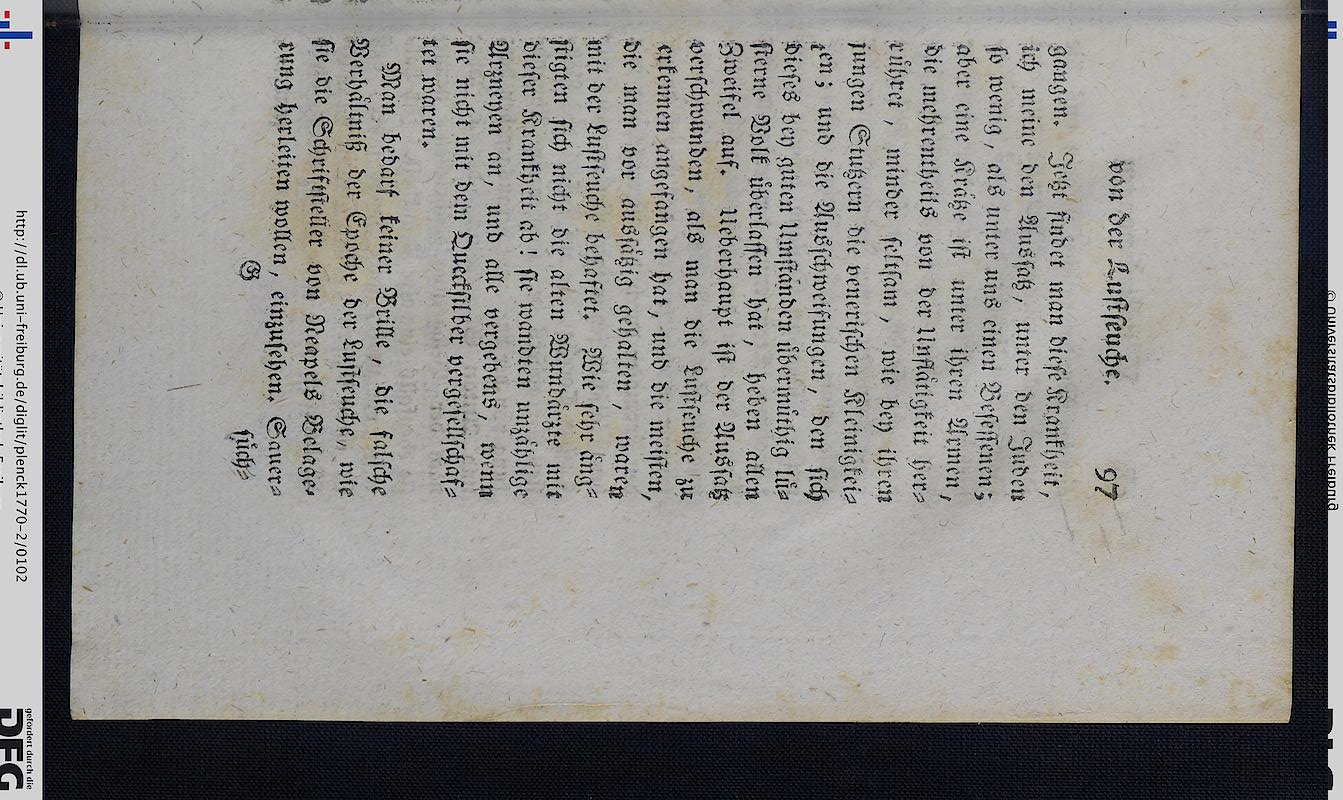 von der Lustseuche. 97
gangen. Jetzt findet man diese Krankheit,
ich meine den Aussatz, unter den Juden
so wenig, als unter uns einen Besessenen;
aber eine Krätze ist unter ihren Armen,
die mehrentheils von der Unflätigkeit her=
rühret, minder seltsam, wie bey ihren
jungen Stutzern die venerischen Kleinigkei=
ten; und die Ausschweifungen, den sich
dieses bey guten Umständen übermüthig lü=
sterne Volk überlassen hat, heben allen
Zweifel auf. Ueberhaupt ist der Aussatz
verschwunden, als man die Lustseuche zu
erkennen angefangen hat, und die meisten,
die man vor aussätzig gehalten, waren
mit der Lustseuche behaftet. Wie sehr äng=
stigten sich nicht die alten Wundärzte mit
dieser Krankheit ab! sie wandten unzählige
Arzneyen an, und alle vergebens, wenn
sie nicht mit dem Quecksilber vergesellschaf=
tet waren.
Man bedarf keiner Brille, die falsche
Verhältniß der Epoche der Lustseuche, wie
sie die Schriftsteller von Neapels Belage=
rung herleiten wollen, einzusehen. Sauer=
G süch=
http://dl.ub.uni-freiburg.de/diglit/plenck1770-2/0102
© Universitätsbibliothek Freiburg
gefördert durch die
DFG